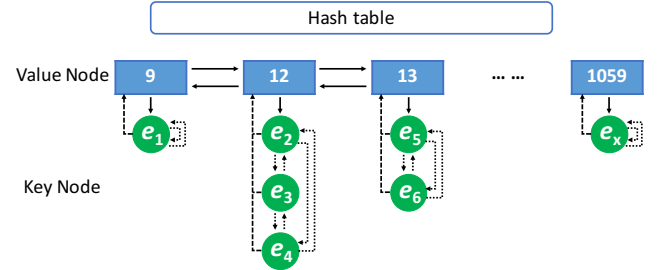 Hash table
Value Node 9 12 13 … … 1059
e1 e2 e5 ex
Key Node e3 e6
e4